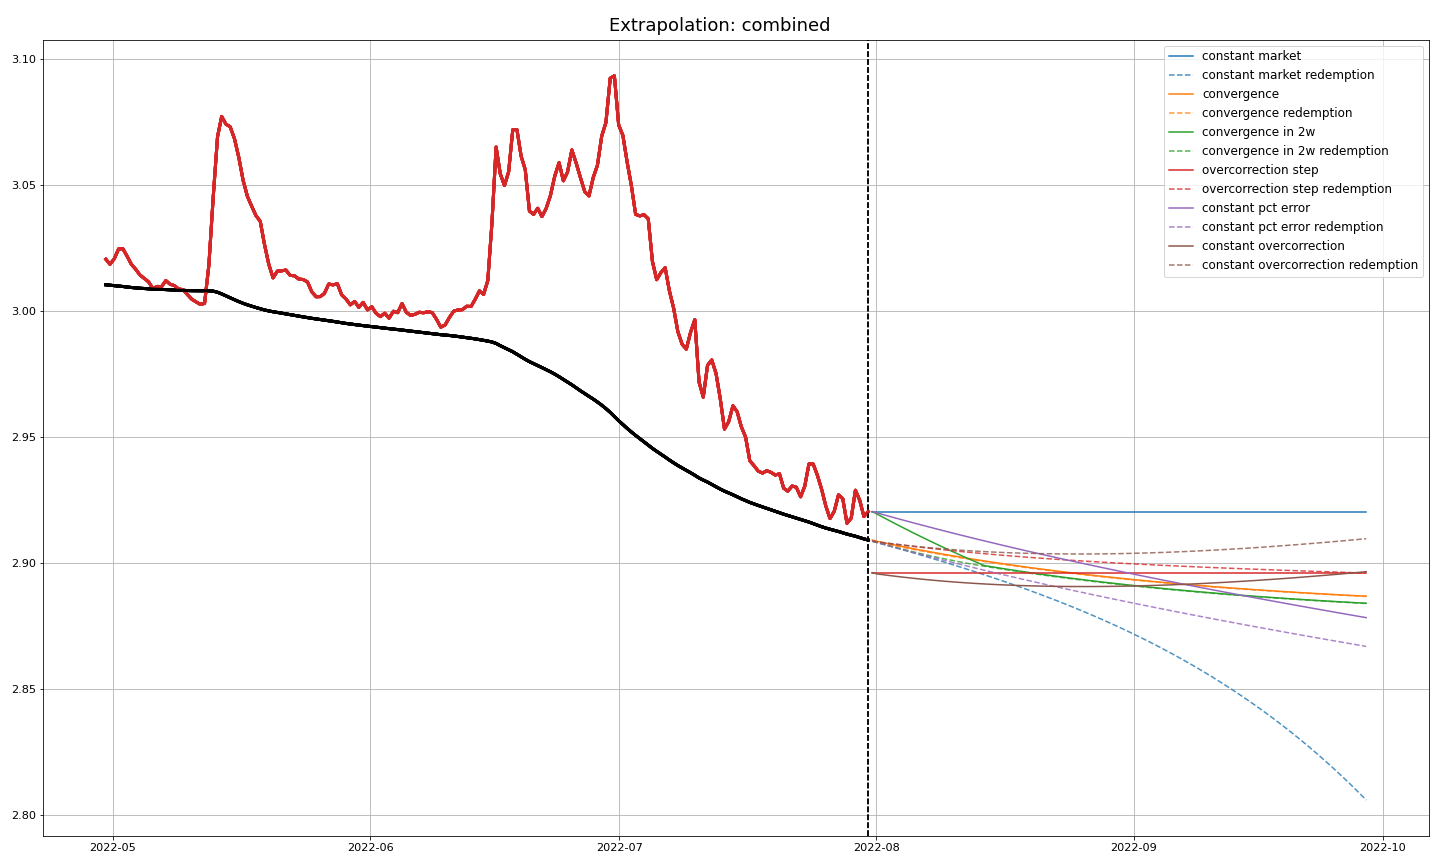 Extrapolation: combined
3.10
3.05
3.00
2.95
2.90
2.85
2.80
constant market
constant market redemption
convergence
convergence redemption
convergence in 2w
convergence in 2w redemption
overcorrection step
overcorrection step redemption
constant pct error
constant pct error redemption
constant overcorrection
constant overcorrection redemption
2022-05 2022-06 2022-07 2022-08 2022-09 2022-10